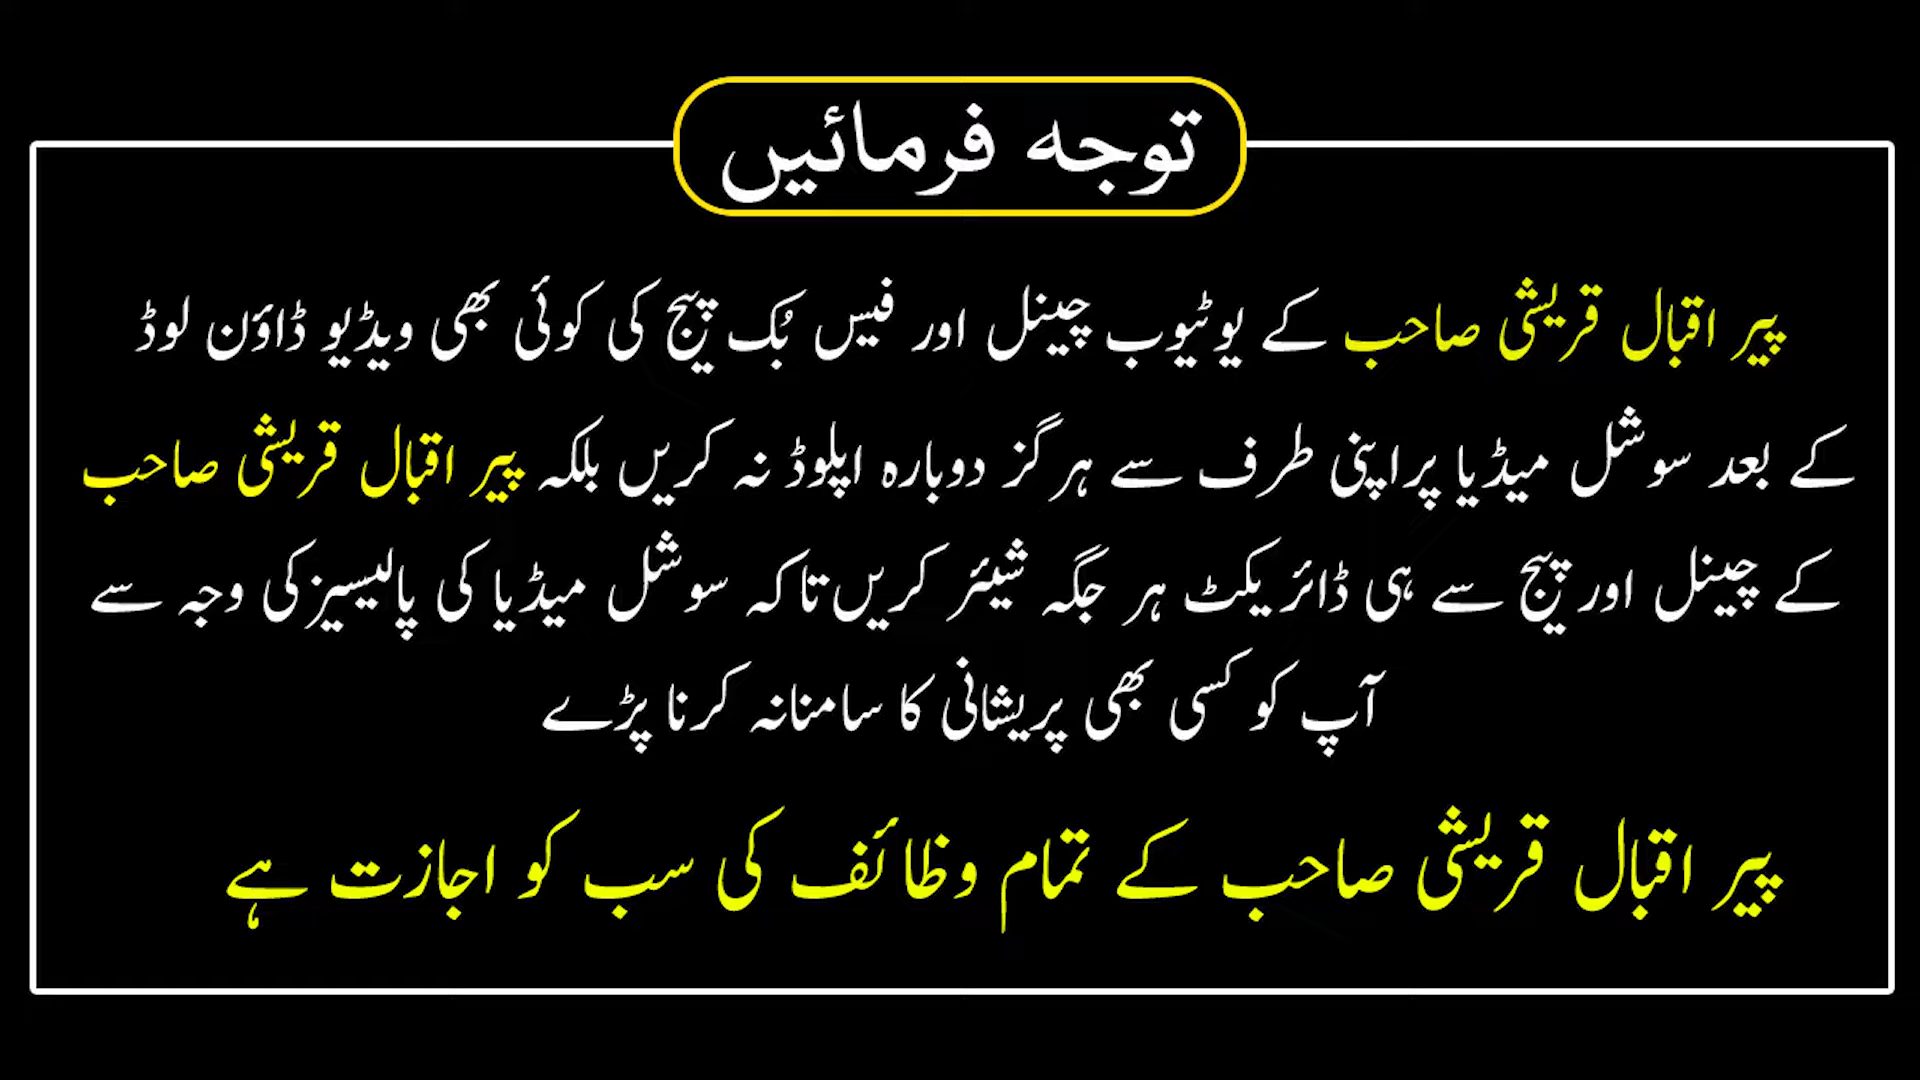 توجہ فرمائیں
پیر اقبال قریشی صاحب کے یوٹیوب چینل اور فیس بُک پیج کی کوئی بھی ویڈیو ڈاؤن لوڈ
کے بعد سوشل میڈیا پر اپنی طرف سے ہرگز دوبارہ اپلوڈ نہ کریں بلکہ پیر اقبال قریشی صاحب
کے چینل اور پیج سے ہی ڈائریکٹ ہر جگہ شیئر کریں تاکہ سوشل میڈیا کی پالیسیز کی وجہ سے
آپ کو کسی بھی پریشانی کا سامنا نہ کرنا پڑے
پیر اقبال قریشی صاحب کے تمام وظائف کی سب کو اجازت ہے